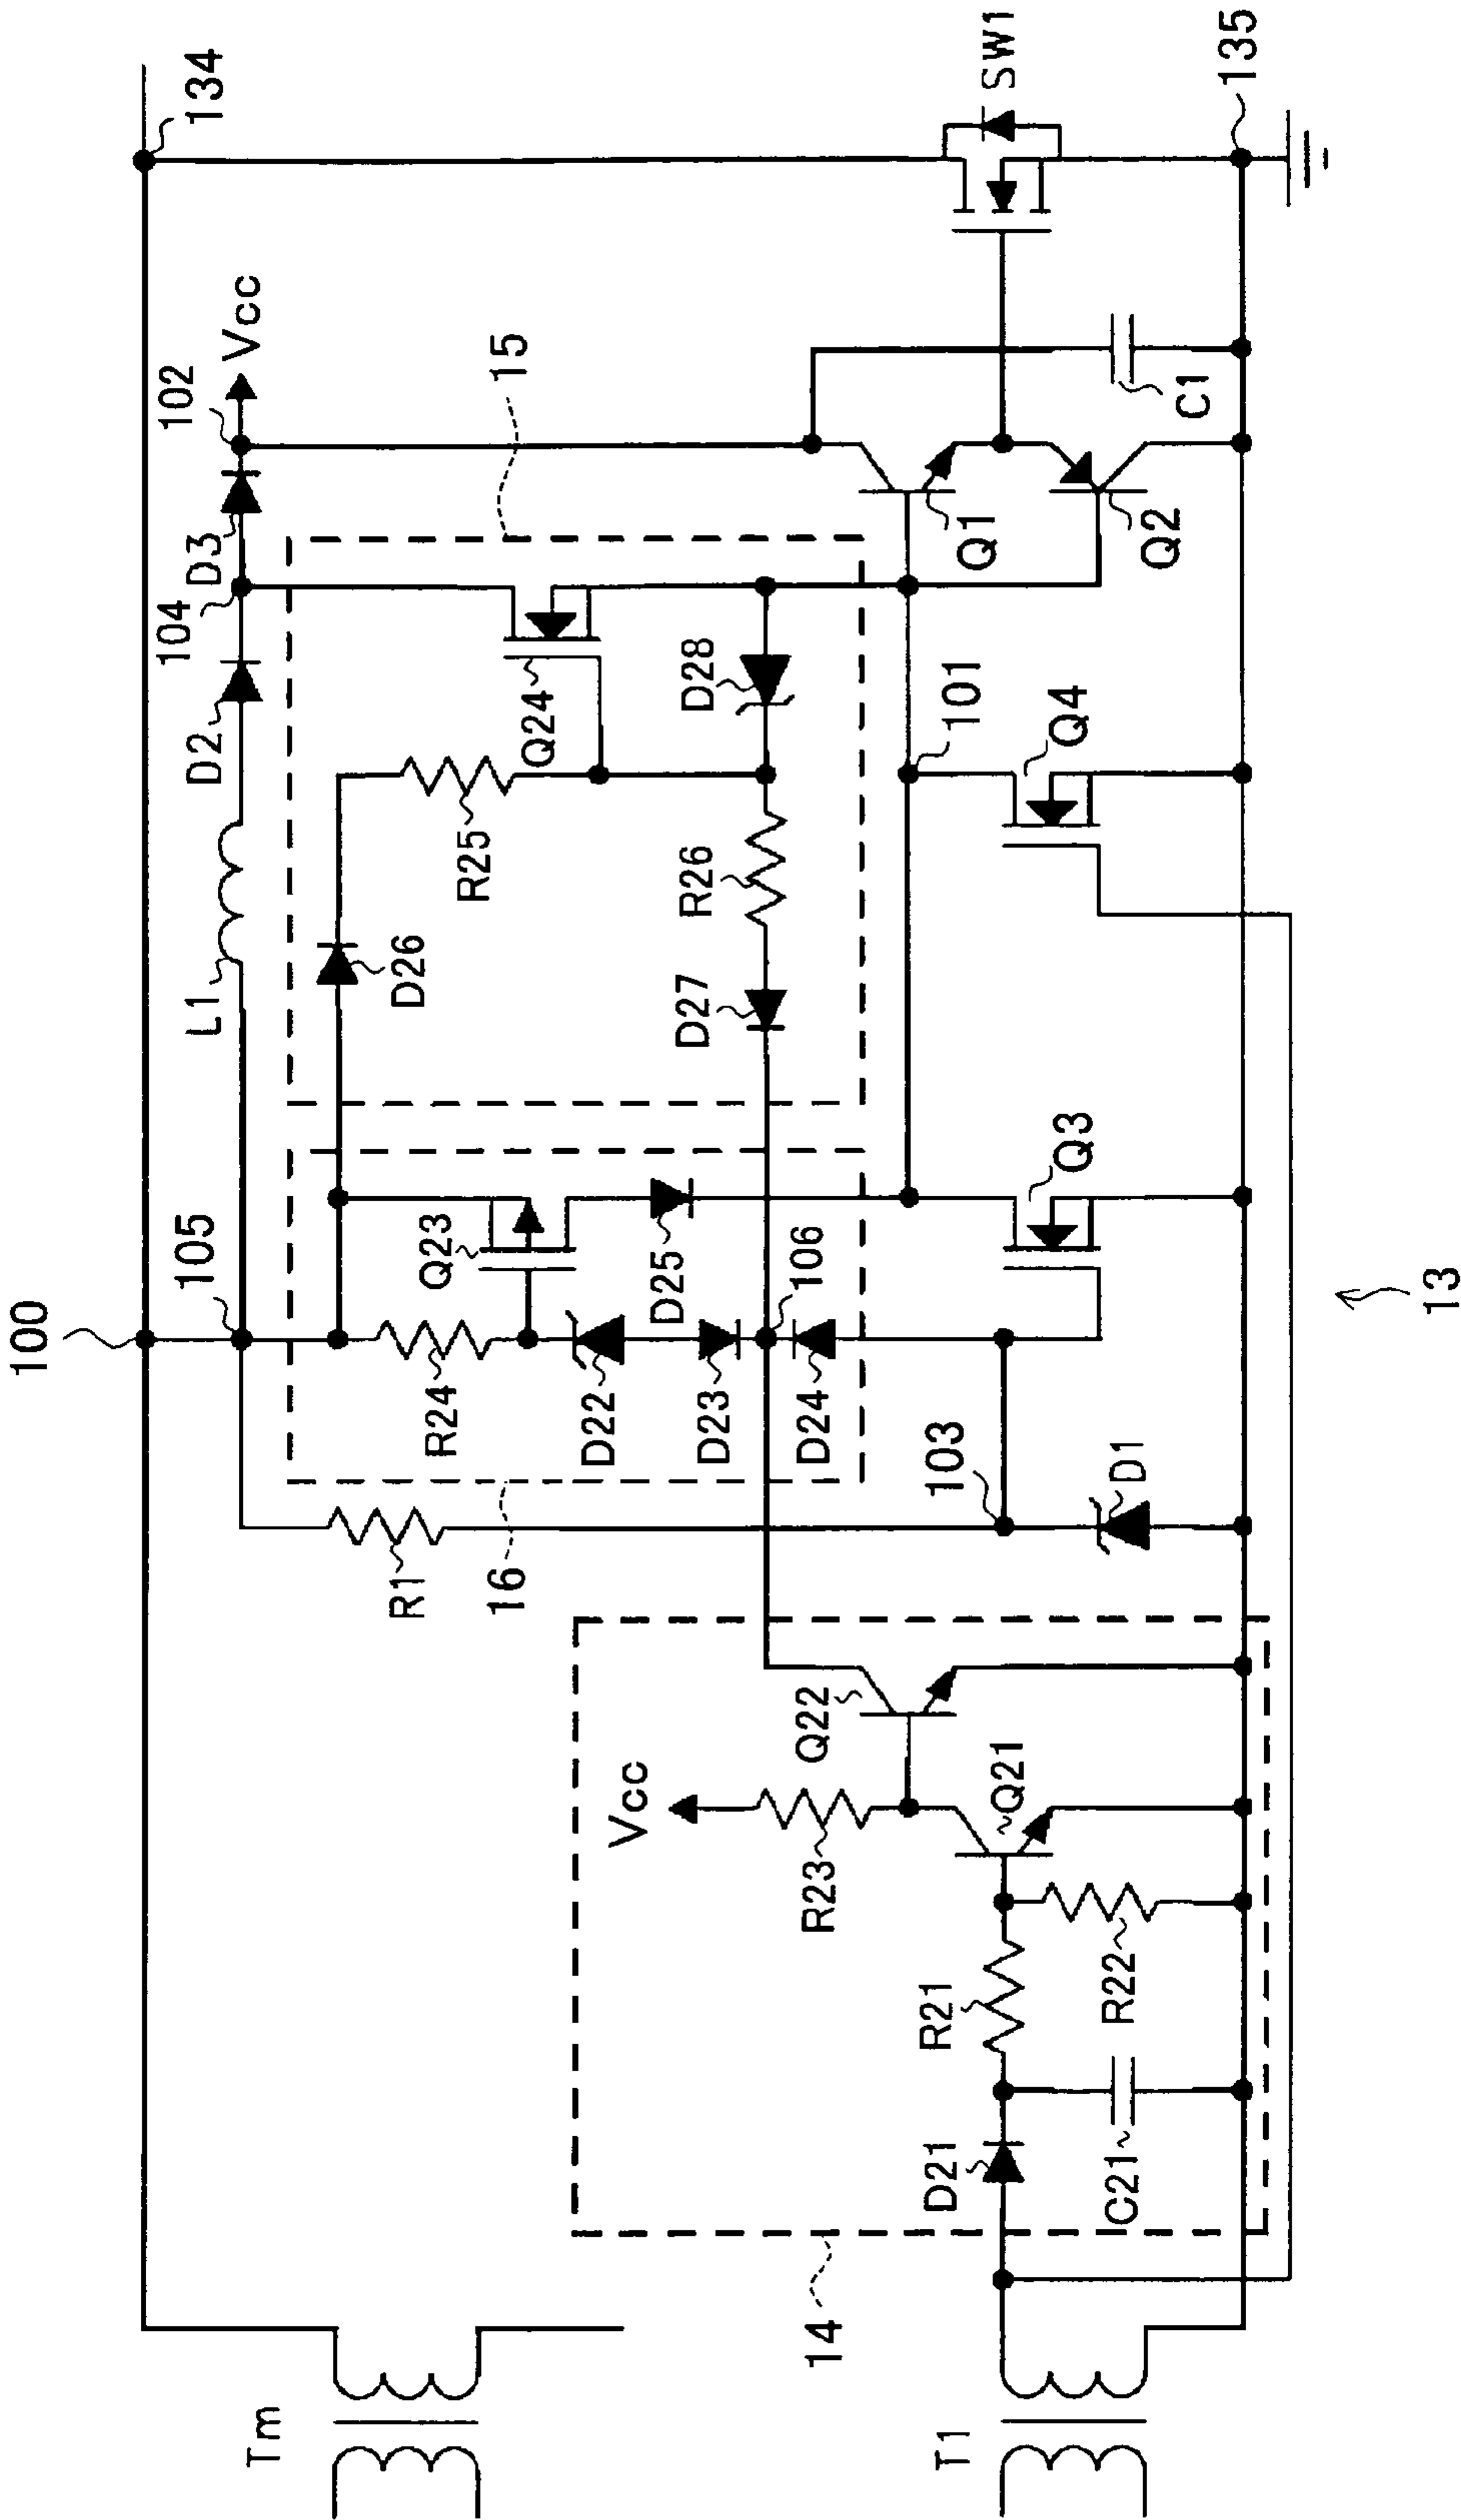 100
134
105
L1
D2
104
D3
102
Vcc
15
SW1
Tm
R1
R24
Q23
D26
R25
Q24
16
D22
D25
D23
D27
R26
D28
106
D24
Vcc
Q22
R23
103
101
Q1
14
D21
R21
Q21
D1
Q3
Q4
Q2
C1
135
T1
C21
R22
13